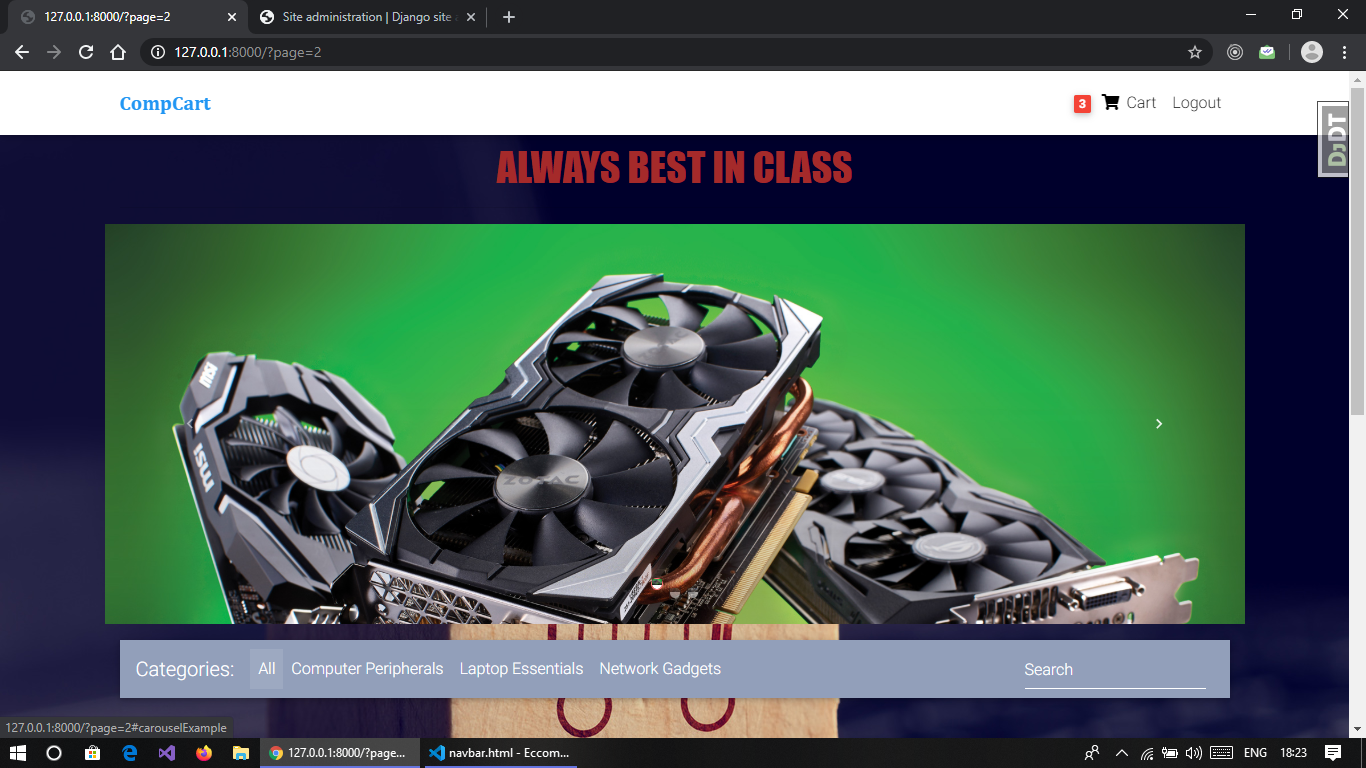 127.0.0.1:8000/?page=2
Site administration | Django site
127.0.0.1:8000/?page=2
CompCart
3 Cart Logout
DjDT
ALWAYS BEST IN CLASS
msi
msi
ZOTAC
Categories: All Computer Peripherals Laptop Essentials Network Gadgets Search
127.0.0.1:8000/?page=2#carouselExample
127.0.0.1:8000/?page... navbar.html - Eccom... ENG 18:23